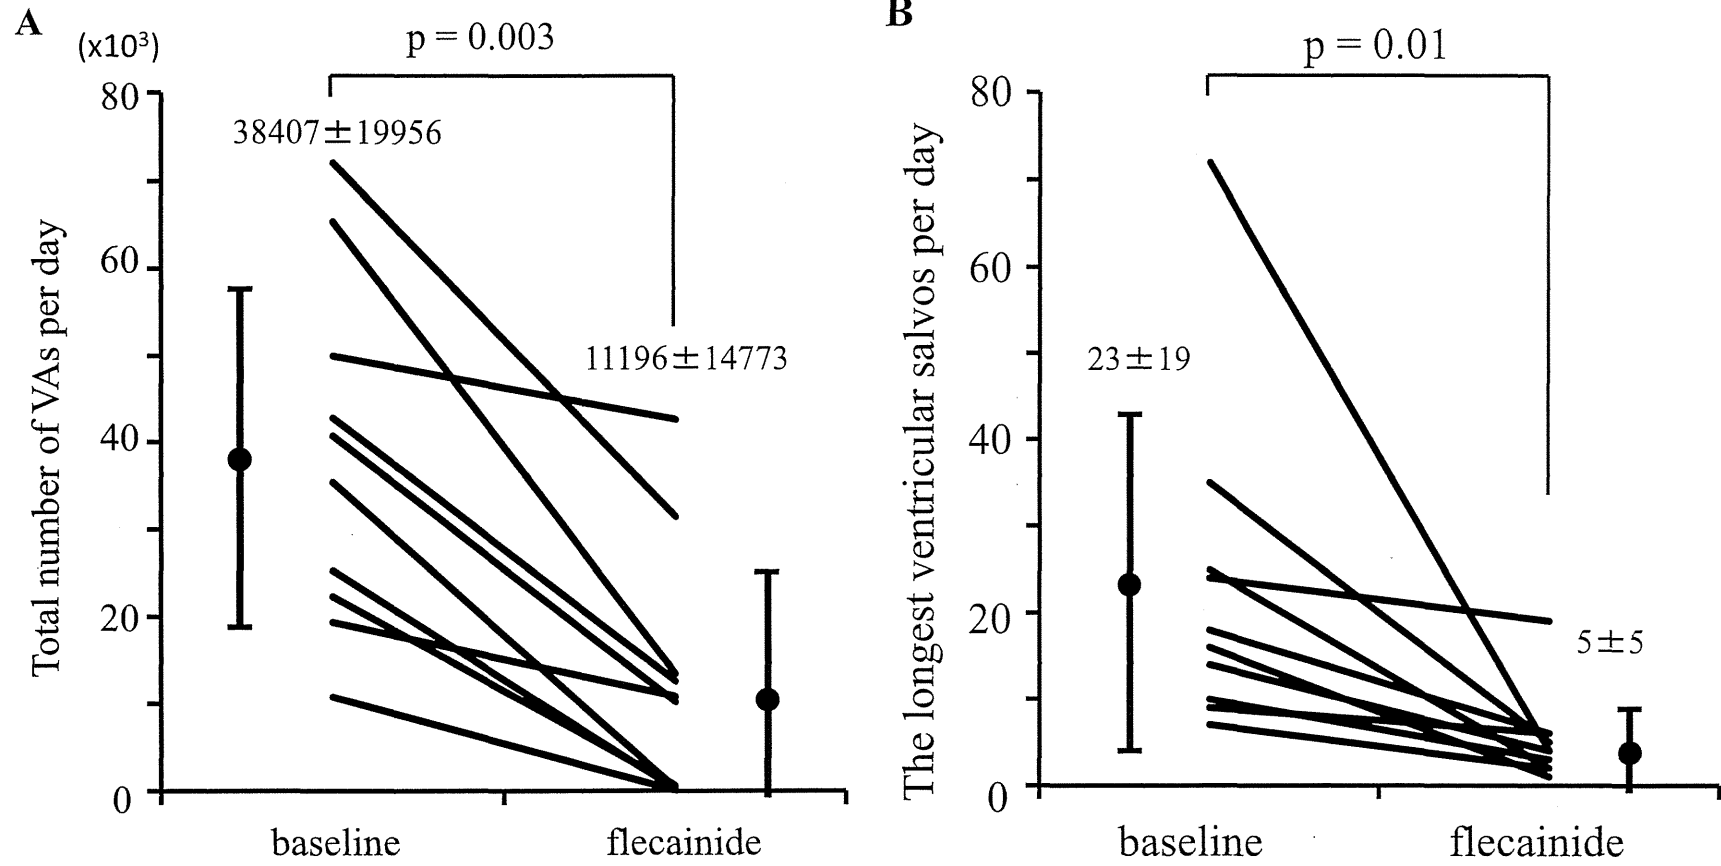 A
(x10³)
p = 0.003
80
38407±19956
60
11196±14773
40
20
0
Total number of VAs per day
baseline
flecainide
B
p = 0.01
80
60
23±19
40
20
5±5
0
The longest ventricular salvos per day
baseline
flecainide